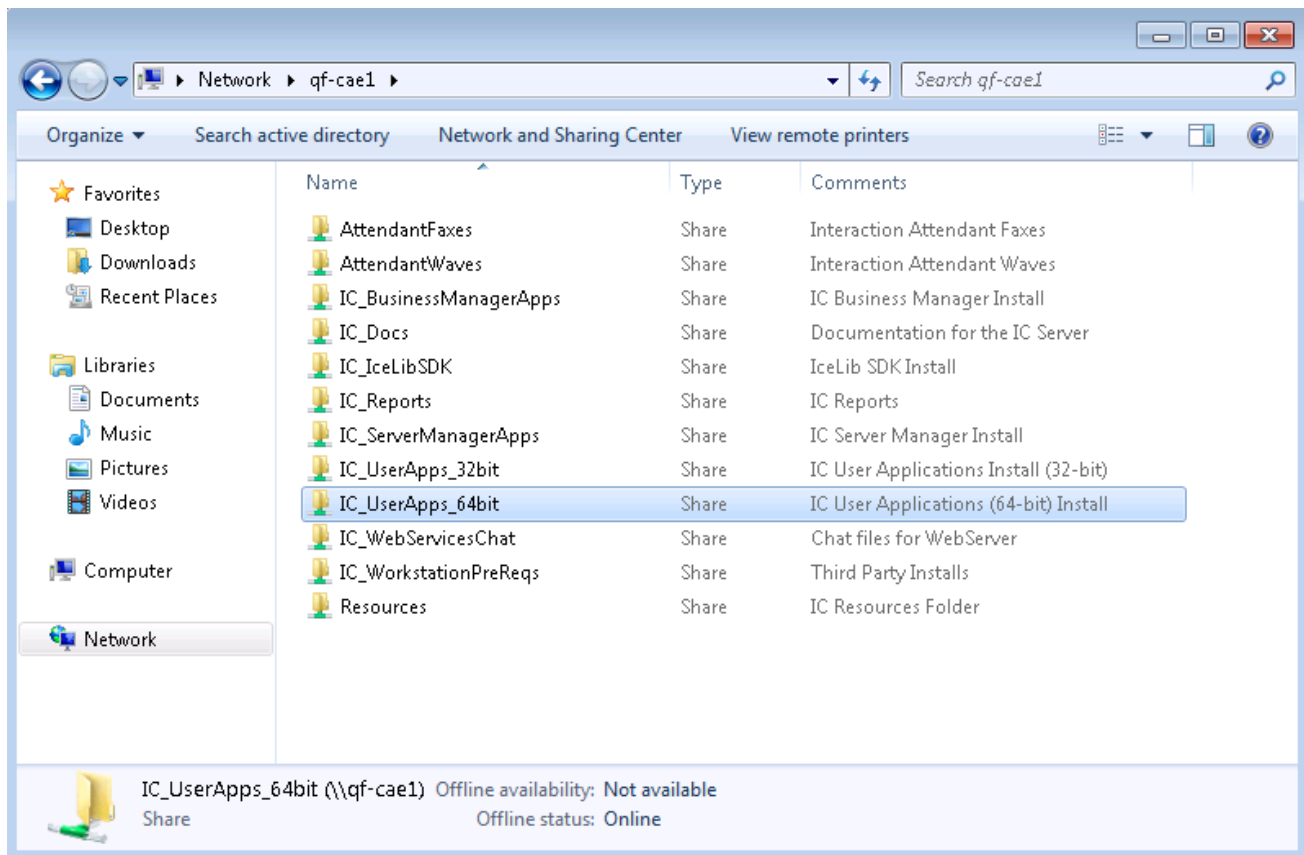 Network qf-cae1
Search qf-cae1
Organize Search active directory Network and Sharing Center View remote printers
Favorites
Desktop
Downloads
Recent Places
Libraries
Documents
Music
Pictures
Videos
Computer
Network
Name Type Comments
AttendantFaxes Share Interaction Attendant Faxes
AttendantWaves Share Interaction Attendant Waves
IC_BusinessManagerApps Share IC Business Manager Install
IC_Docs Share Documentation for the IC Server
IC_IceLibSDK Share IceLib SDK Install
IC_Reports Share IC Reports
IC_ServerManagerApps Share IC Server Manager Install
IC_UserApps_32bit Share IC User Applications Install (32-bit)
IC_UserApps_64bit Share IC User Applications (64-bit) Install
IC_WebServicesChat Share Chat files for WebServer
IC_WorkstationPreReqs Share Third Party Installs
Resources Share IC Resources Folder
IC_UserApps_64bit (\\qf-cae1) Offline availability: Not available
Share Offline status: Online